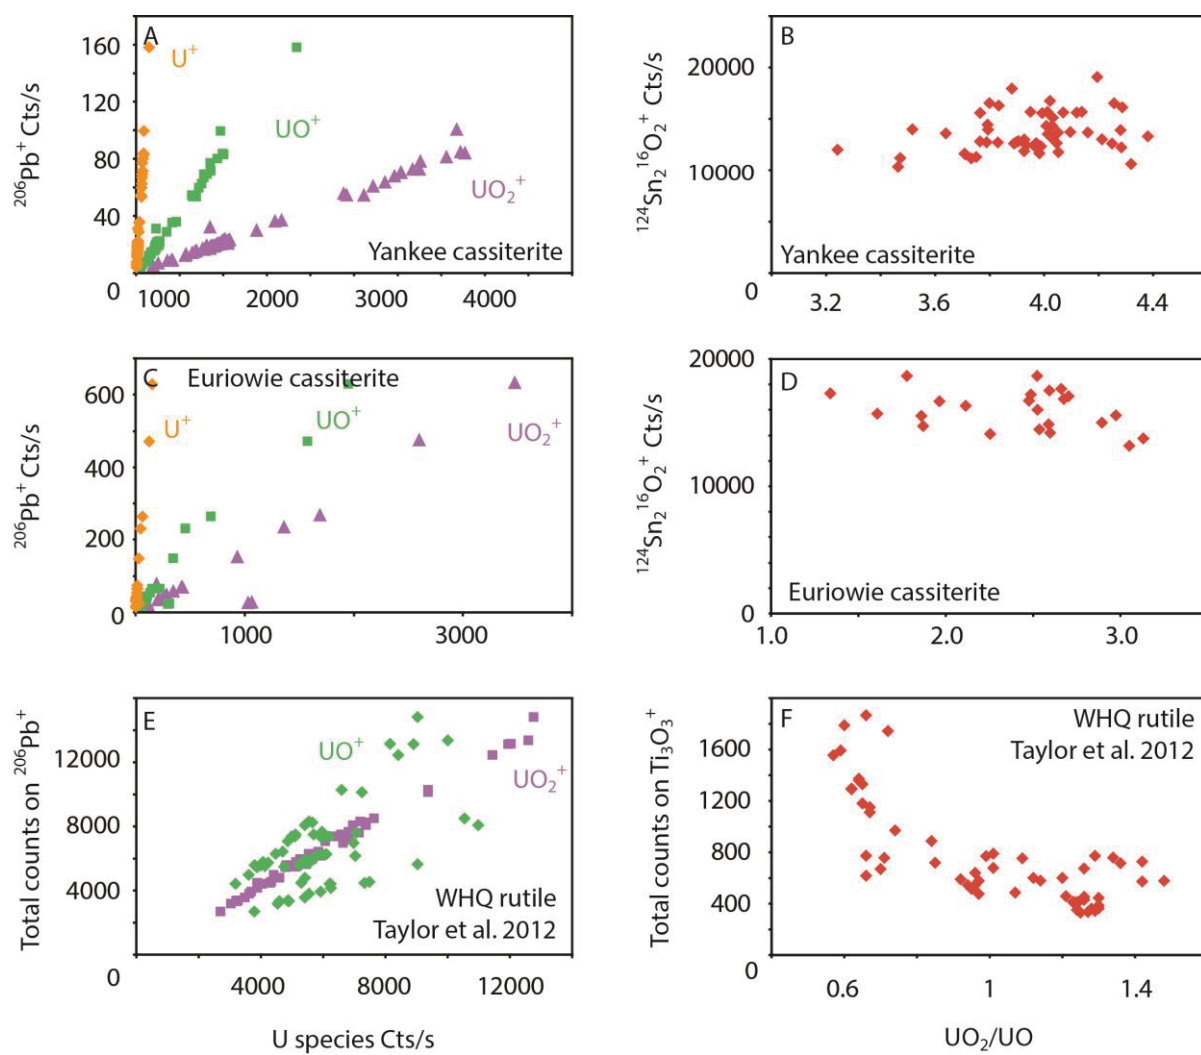 A
U⁺
UO⁺
UO₂⁺
Yankee cassiterite
²⁰⁶Pb⁺ Cts/s
160
120
80
40
0
1000 2000 3000 4000
B
Yankee cassiterite
¹²⁴Sn₂¹⁶O₂⁺ Cts/s
20000
10000
0
3.2 3.6 4.0 4.4
C
Euriowie cassiterite
U⁺
UO⁺
UO₂⁺
²⁰⁶Pb⁺ Cts/s
600
400
200
0
1000 3000
D
Euriowie cassiterite
¹²⁴Sn₂¹⁶O₂⁺ Cts/s
20000
10000
0
1.0 2.0 3.0
E
UO⁺
UO₂⁺
WHQ rutile
Taylor et al. 2012
Total counts on ²⁰⁶Pb⁺
12000
8000
4000
0
4000 8000 12000
U species Cts/s
F
WHQ rutile
Taylor et al. 2012
Total counts on Ti₃O₃⁺
1600
1200
800
400
0
0.6 1 1.4
UO₂/UO